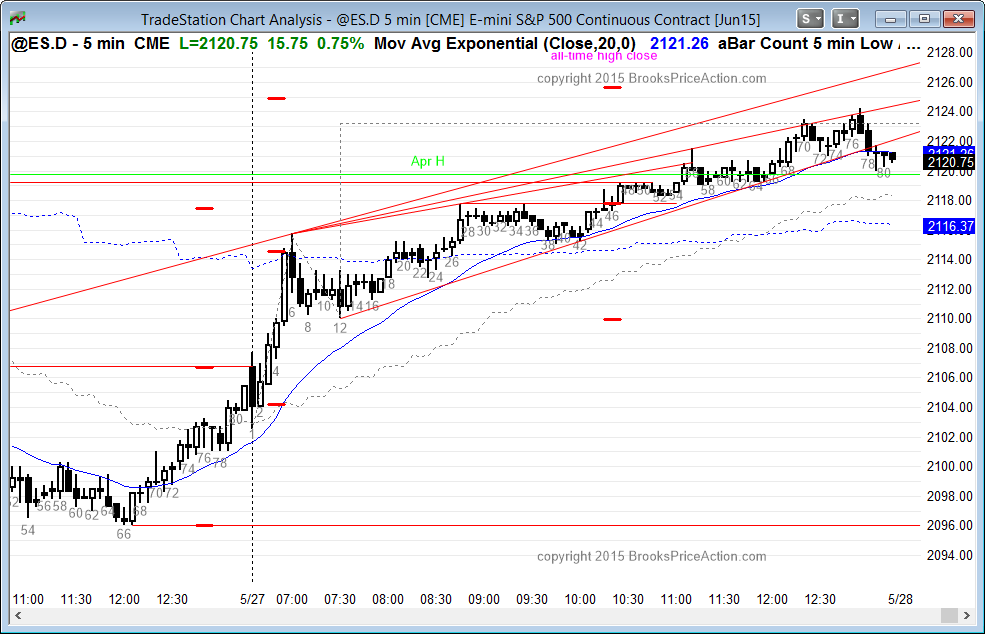 TradeStation Chart Analysis - @ES.D 5 min [CME] E-mini S&P 500 Continuous Contract [Jun15]
S
I
@ES.D - 5 min CME L=2120.75 15.75 0.75% Mov Avg Exponential (Close,20,0) 2121.26 aBar Count 5 min Low ...
all-time high close
copyright 2015 BrooksPriceAction.com
Apr H
2128.00
2126.00
2124.00
2122.00
2121.26
2120.75
2120.00
2118.00
2116.37
2114.00
2112.00
2110.00
2108.00
2106.00
2104.00
2102.00
2100.00
2098.00
2096.00
2094.00
70 72 74 76 78 80
58 60 62 64 68
44 46 52 54
28 30 32 34 36 38 40 42
18 20 22 24 26
2 4 6 8 10 12 14 16
54 56 58 60 62 64 66 68 70 72 74 76 78 80
copyright 2015 BrooksPriceAction.com
11:00 11:30 12:00 12:30 5/27 07:00 07:30 08:00 08:30 09:00 09:30 10:00 10:30 11:00 11:30 12:00 12:30 5/28